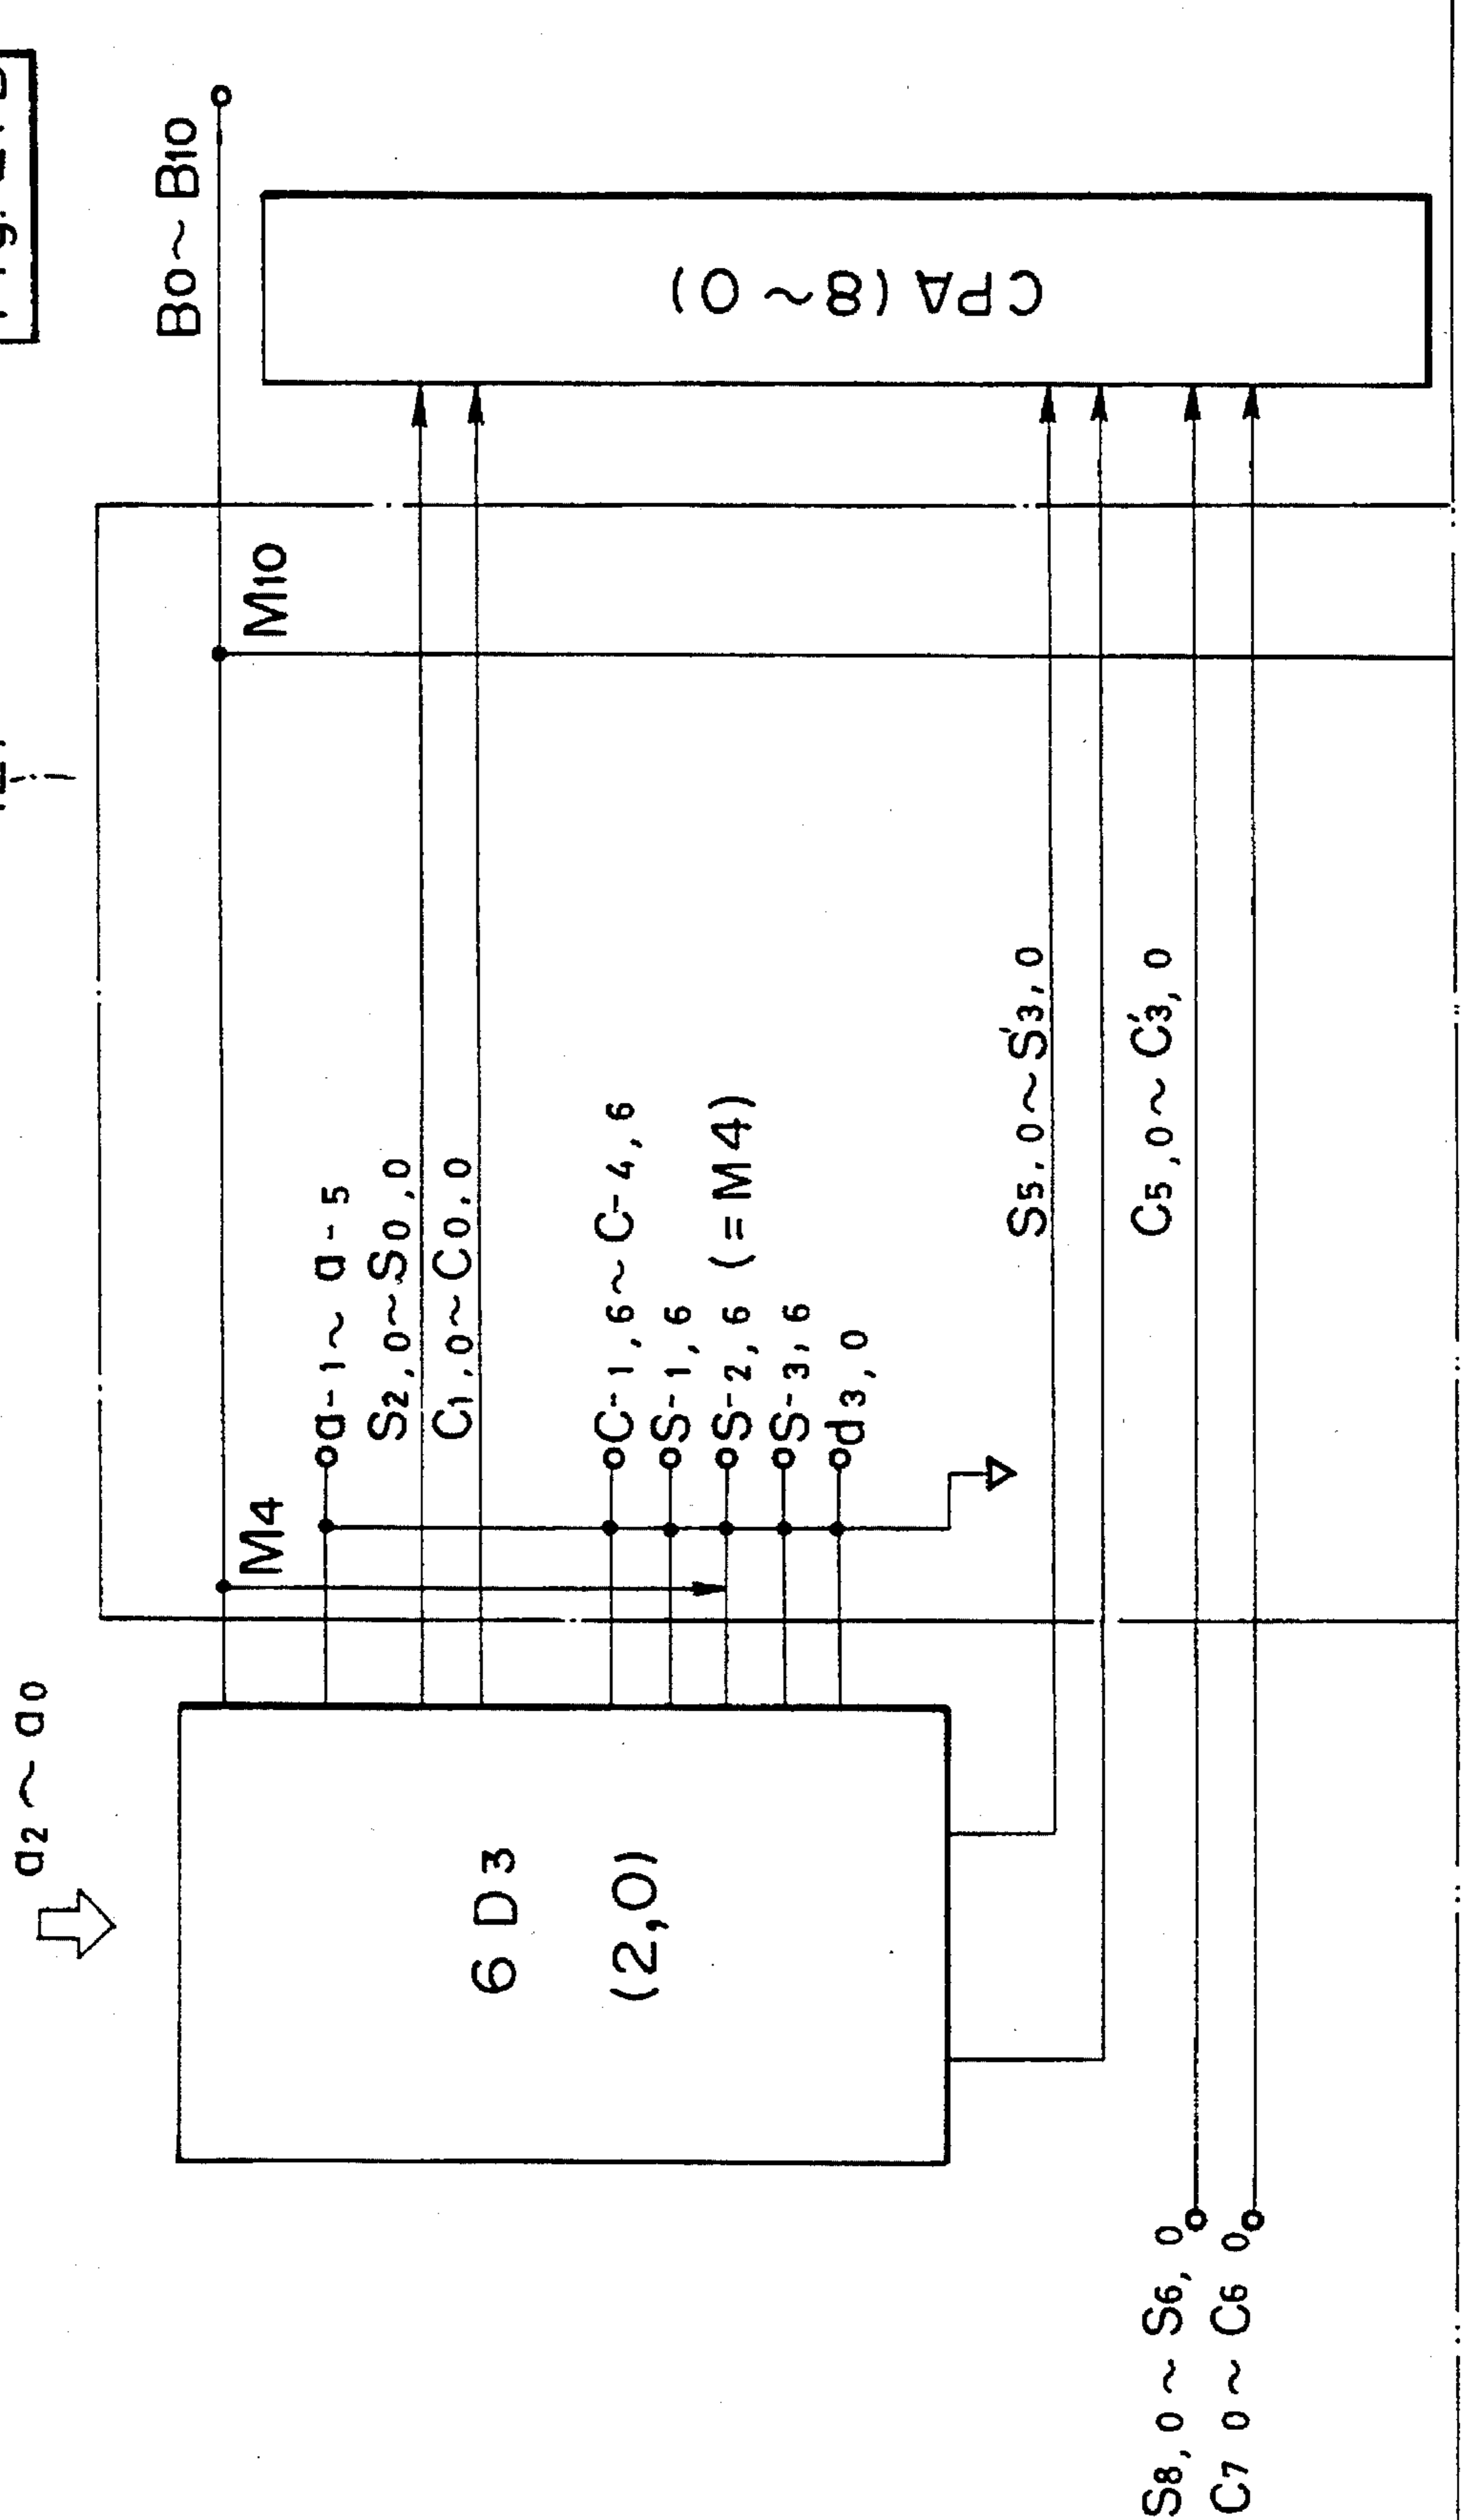 a2 ~ a0
B0 ~ B10
M4
M10
a-1 ~ a-5
S2,0 ~ S0,0
C1,0 ~ C0,0
C-1,6 ~ C-4,6
S-1,6
S-2,6 (=M4)
S-3,6
d3,0
6D3
(2,0)
CPA (8 ~ 0)
S5,0 ~ S'3,0
C5,0 ~ C'3,0
S8,0 ~ S6,0
C7 0 ~ C6 0